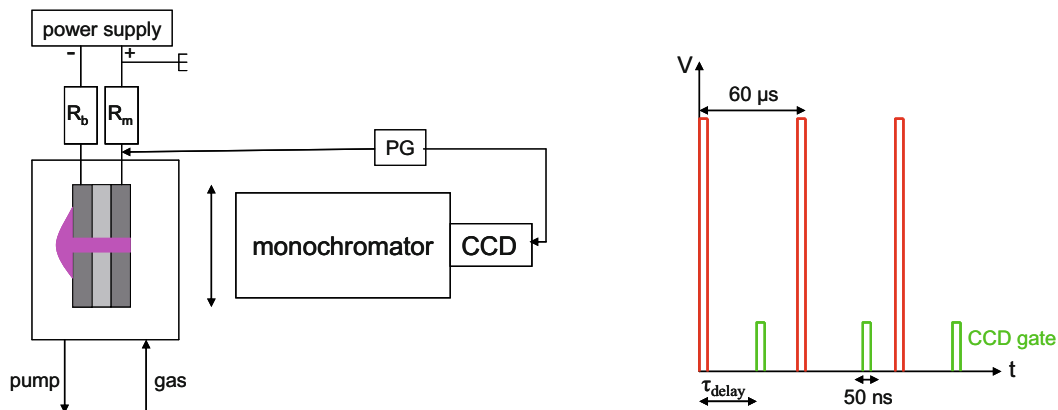 power supply
- +
R_b R_m
PG
monochromator
CCD
pump
gas
V
60 µs
CCD gate
t
τ_delay
50 ns